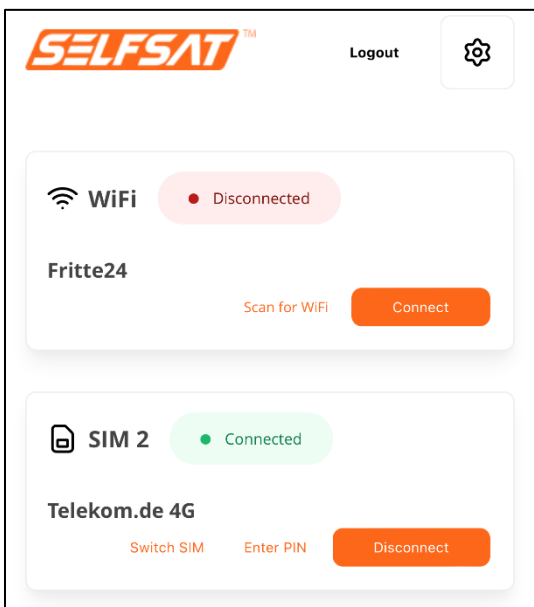 SELFSAT™
Logout
WiFi
Disconnected
Fritte24
Scan for WiFi Connect
SIM 2
Connected
Telekom.de 4G
Switch SIM Enter PIN Disconnect